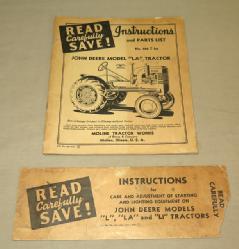 READ
Carefully
SAVE!
Instructions
and PARTS LIST
JOHN DEERE MODEL "LA" TRACTOR
MOLINE TRACTOR WORKS
Moline, Illinois, U.S.A.
READ
Carefully
SAVE!
INSTRUCTIONS
for
CARE AND ADJUSTMENT OF STARTING
AND LIGHTING EQUIPMENT ON
JOHN DEERE MODELS
"L", "LA" and "LI" TRACTORS
READ
CAREFULLY